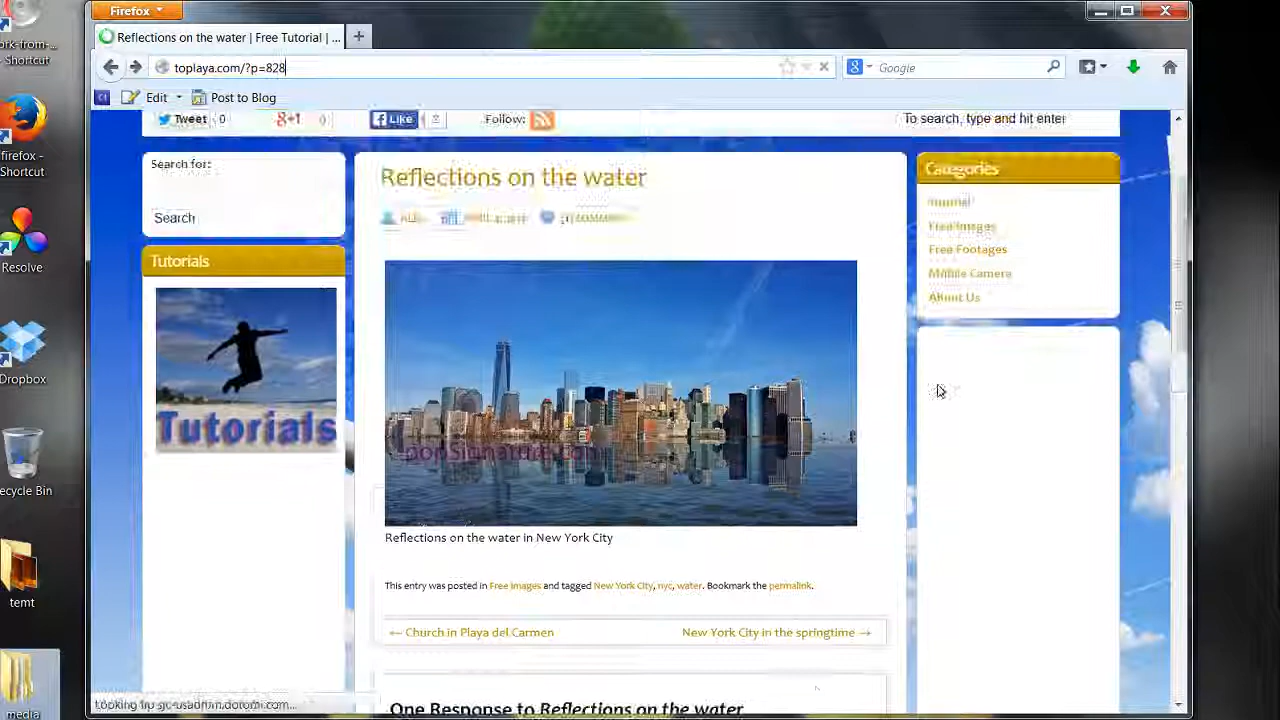 Firefox
Shortcut
Reflections on the water | Free Tutorial | ...
toplaya.com/?p=828
Google
Edit
Post to Blog
Tweet 0
+1
Like
Follow:
To search, type and hit enter
firefox -
Shortcut
Resolve
Dropbox
ecycle Bin
temt
media
Search for:
Search
Tutorials
Tutorials
Reflections on the water
Reflections on the water in New York City
This entry was posted in Free Images and tagged New York City, nyc, water. Bookmark the permalink.
← Church in Playa del Carmen
New York City in the springtime →
One Response to Reflections on the water
Categories
Free Images
Free Footages
Mobile Camera
About Us